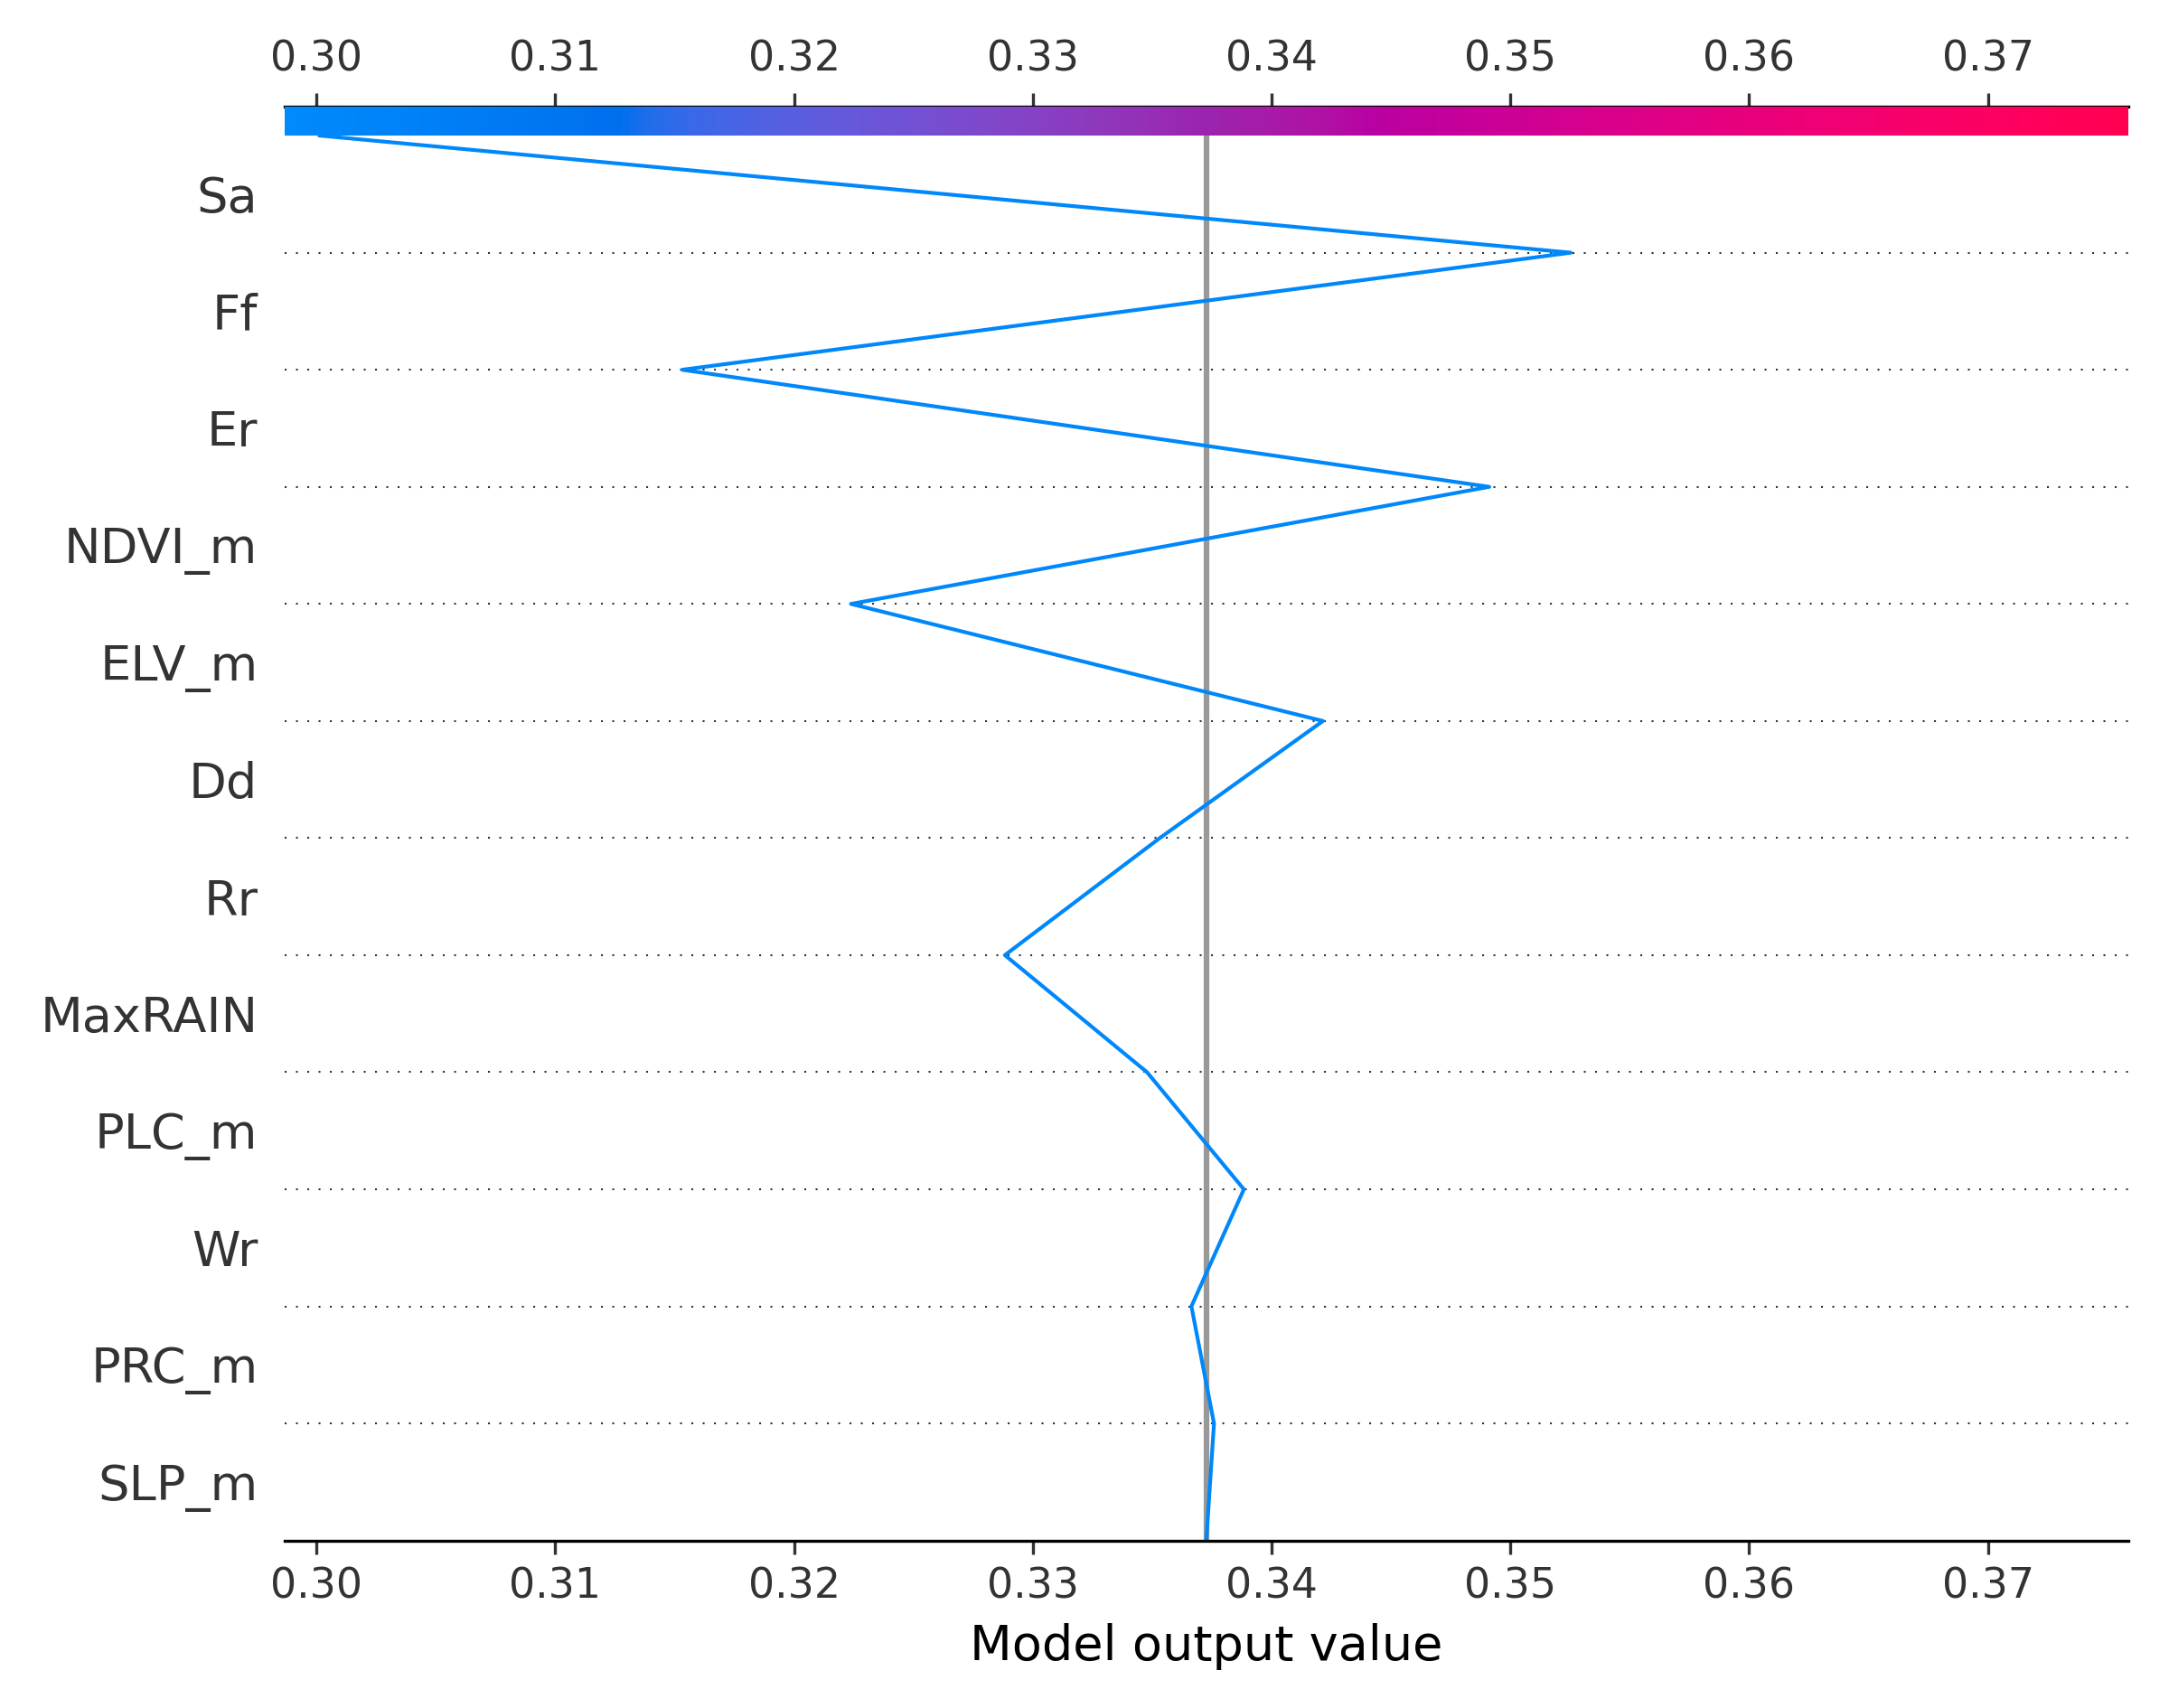 0.30 0.31 0.32 0.33 0.34 0.35 0.36 0.37
Sa
Ff
Er
NDVI_m
ELV_m
Dd
Rr
MaxRAIN
PLC_m
Wr
PRC_m
SLP_m
0.30 0.31 0.32 0.33 0.34 0.35 0.36 0.37
Model output value